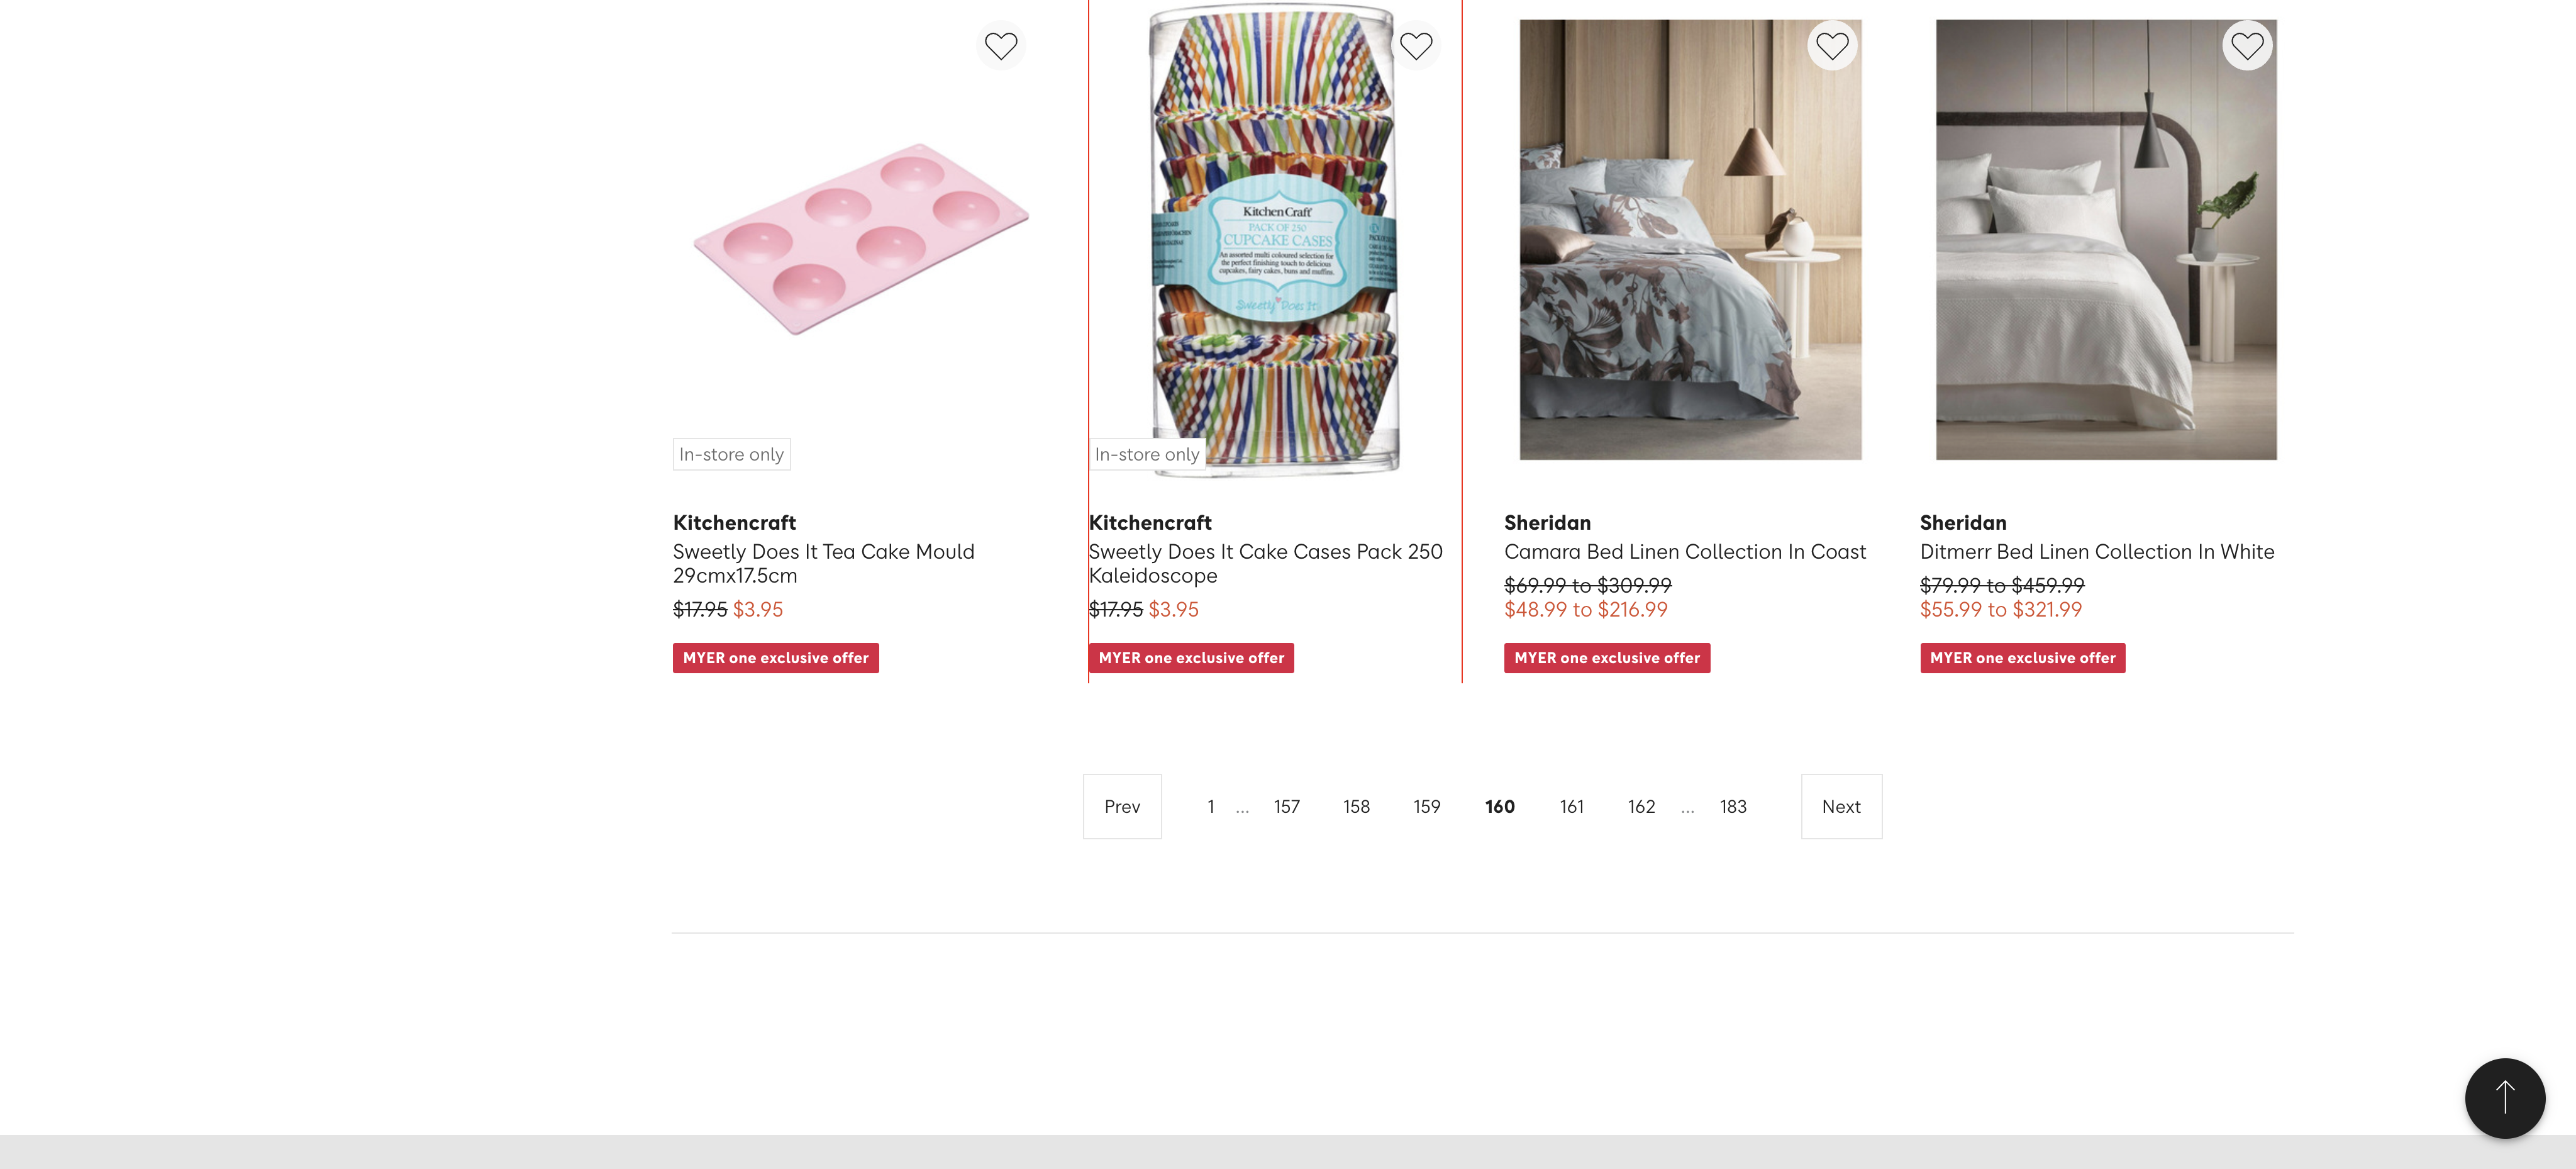 KitchenCraft
PACK OF 250
CUPCAKE CASES
An assorted multi coloured selection for
the perfect finishing touch to delicious
cupcakes, fairy cakes, buns and muffins.
Sweetly Does It
In-store only
In-store only
Kitchencraft
Sweetly Does It Tea Cake Mould
29cmx17.5cm
$17.95 $3.95
MYER one exclusive offer
Kitchencraft
Sweetly Does It Cake Cases Pack 250
Kaleidoscope
$17.95 $3.95
MYER one exclusive offer
Sheridan
Camara Bed Linen Collection In Coast
$69.99 to $309.99
$48.99 to $216.99
MYER one exclusive offer
Sheridan
Ditmerr Bed Linen Collection In White
$79.99 to $459.99
$55.99 to $321.99
MYER one exclusive offer
Prev 1 ... 157 158 159 160 161 162 ... 183 Next